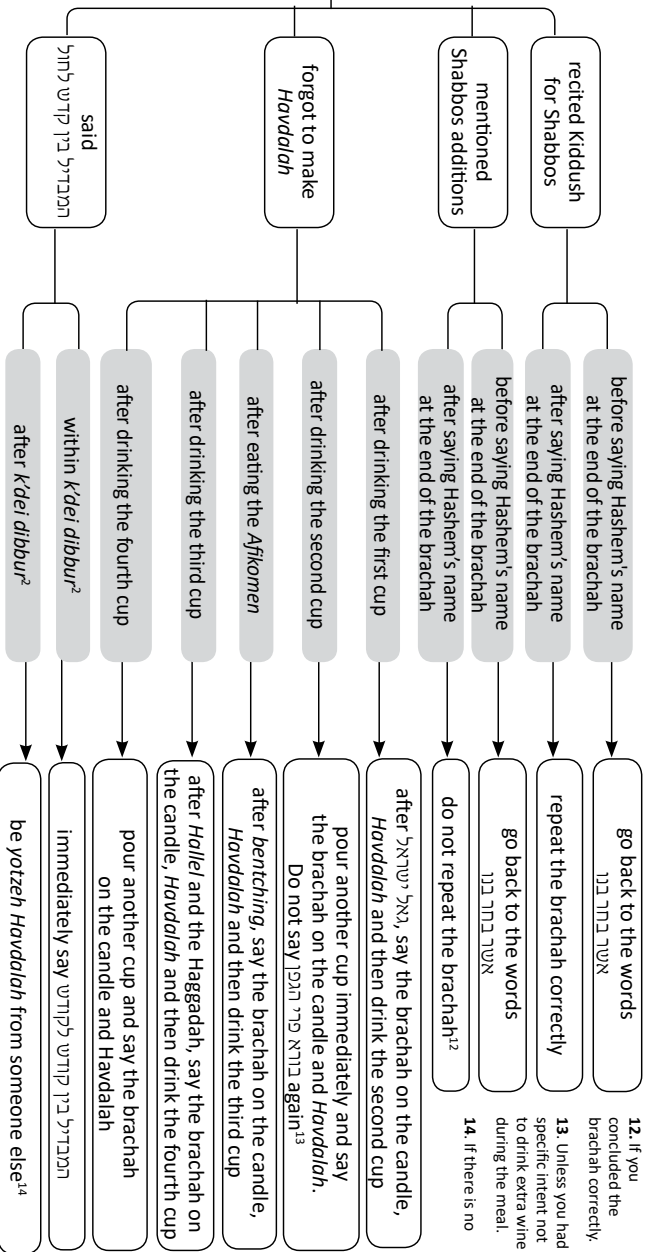 recited Kiddush
for Shabbos
before saying Hashem's name
at the end of the brachah
go back to the words
אשר בחר בנו
after saying Hashem's name
at the end of the brachah
repeat the brachah correctly
mentioned
Shabbos additions
before saying Hashem's name
at the end of the brachah
go back to the words
אשר בחר בנו
after saying Hashem's name
at the end of the brachah
do not repeat the brachah12
forgot to make
Havdalah
after drinking the first cup
after גאל ישראל, say the brachah on the candle,
Havdalah and then drink the second cup
after drinking the second cup
pour another cup immediately and say
the brachah on the candle and Havdalah.
Do not say בורא פרי הגפן again13
after eating the Afikomen
after bentching, say the brachah on the candle,
Havdalah and then drink the third cup
after drinking the third cup
after Hallel and the Haggadah, say the brachah on
the candle, Havdalah and then drink the fourth cup
after drinking the fourth cup
pour another cup and say the brachah
on the candle and Havdalah
said
המבדיל בין קדש לחול
within k'dei dibbur2
immediately say המבדיל בין קודש לקודש
after k'dei dibbur2
be yotzeh Havdalah from someone else14
12. If you
concluded the
brachah correctly.
13. Unless you had
specific intent not
to drink extra wine
during the meal.
14. If there is no